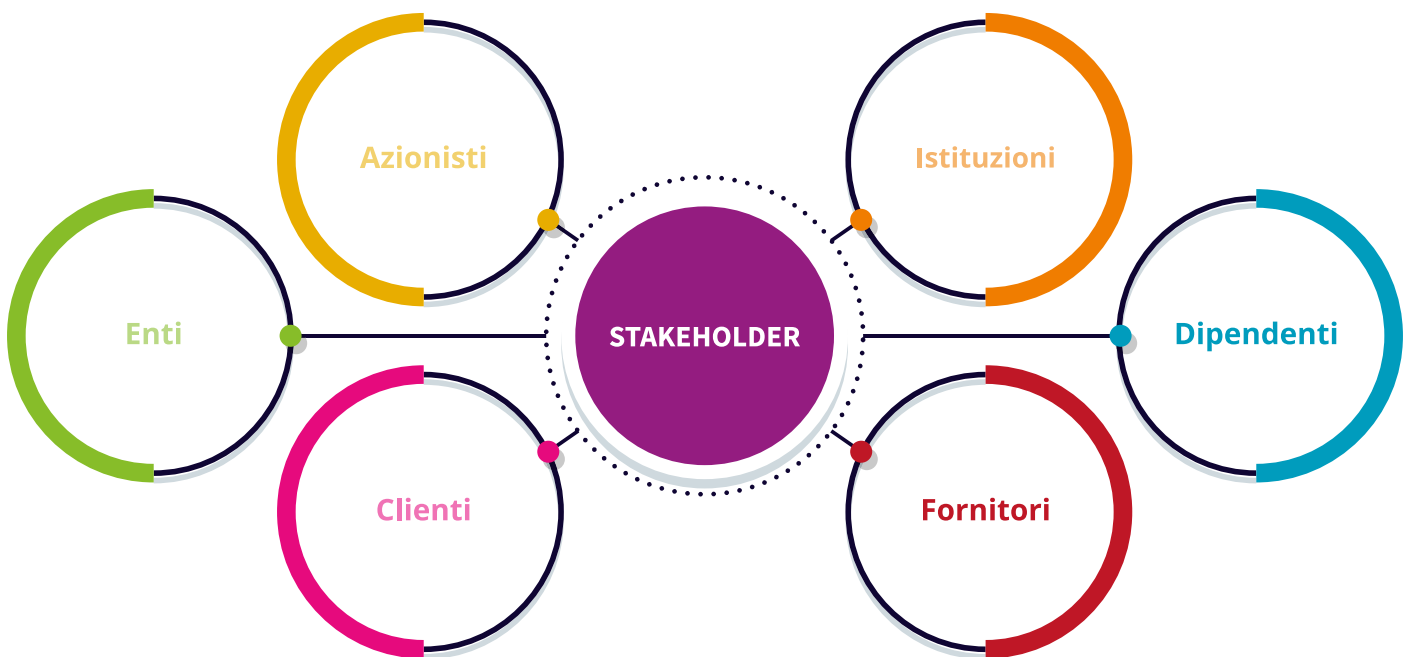 Azionisti
Istituzioni
Enti
STAKEHOLDER
Dipendenti
Clienti
Fornitori